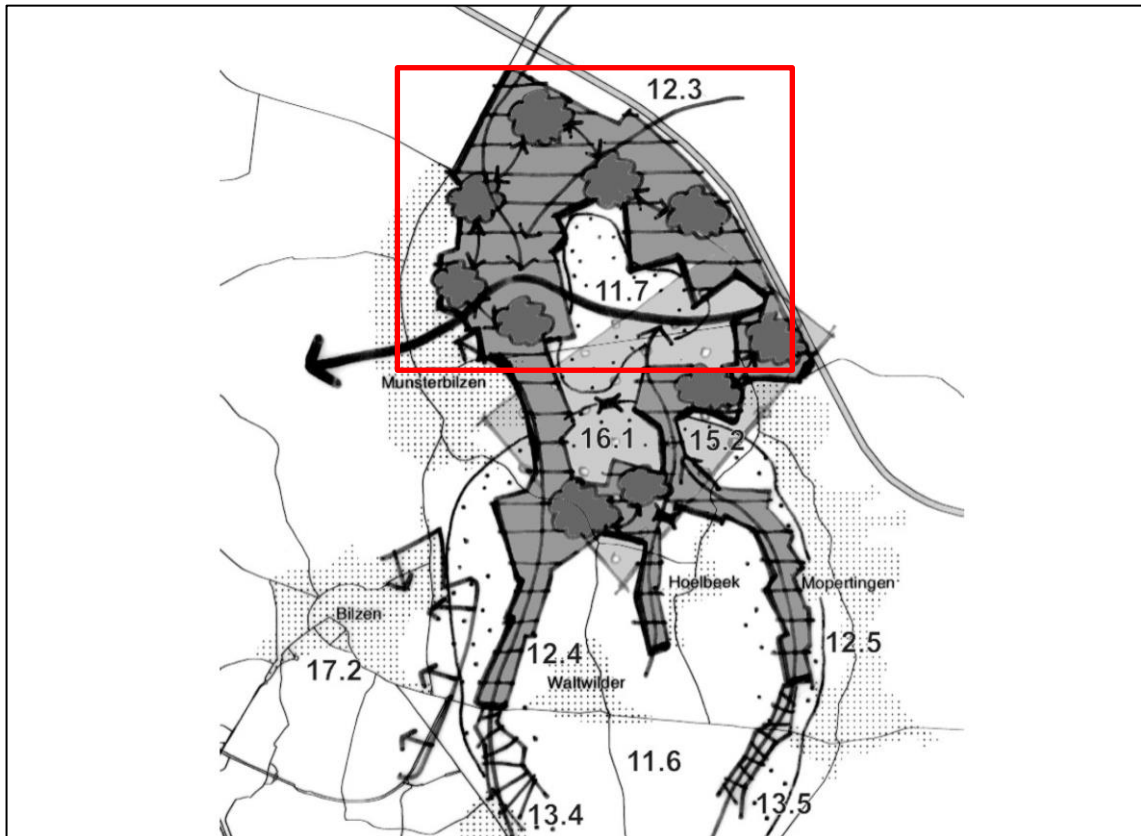 12.3
11.7
Munsterbilzen
16.1
15.2
Hoelbeek
Mopertingen
Bilzen
12.4
12.5
17.2
Waltwilder
11.6
13.4
13.5